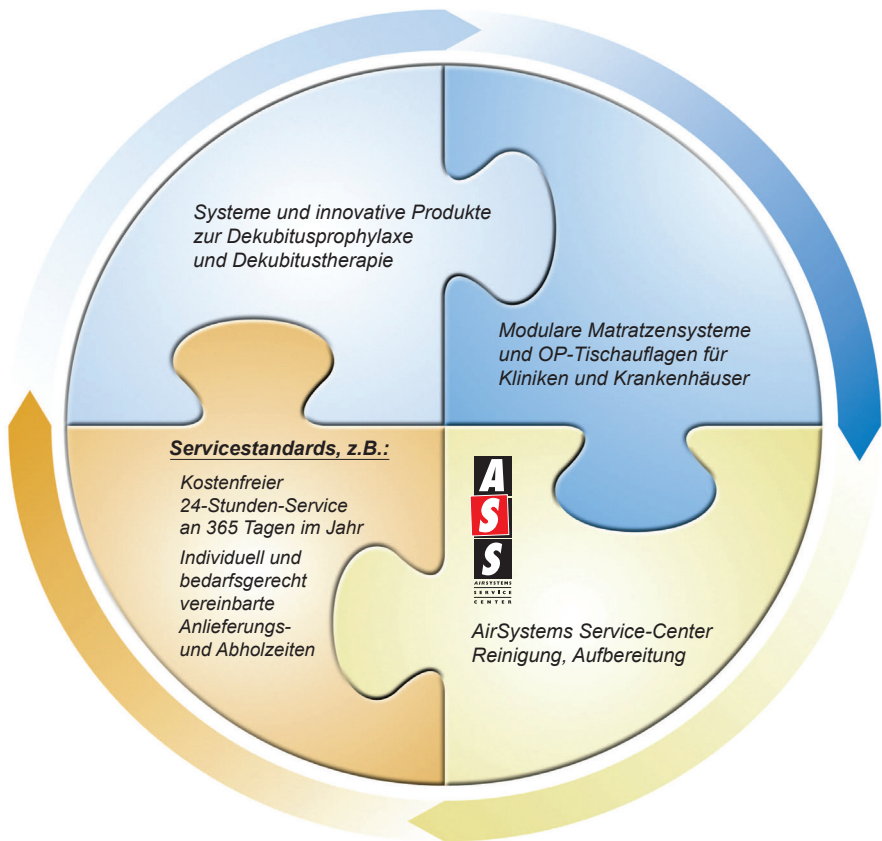 Systeme und innovative Produkte
zur Dekubitusprophylaxe
und Dekubitustherapie
Modulare Matratzensysteme
und OP-Tischauflagen für
Kliniken und Krankenhäuser
Servicestandards, z.B.:
Kostenfreier
24-Stunden-Service
an 365 Tagen im Jahr
Individuell und
bedarfsgerecht
vereinbarte
Anlieferungs-
und Abholzeiten
A
S
S
AIRSYSTEMS
SERVICE
CENTER
AirSystems Service-Center
Reinigung, Aufbereitung